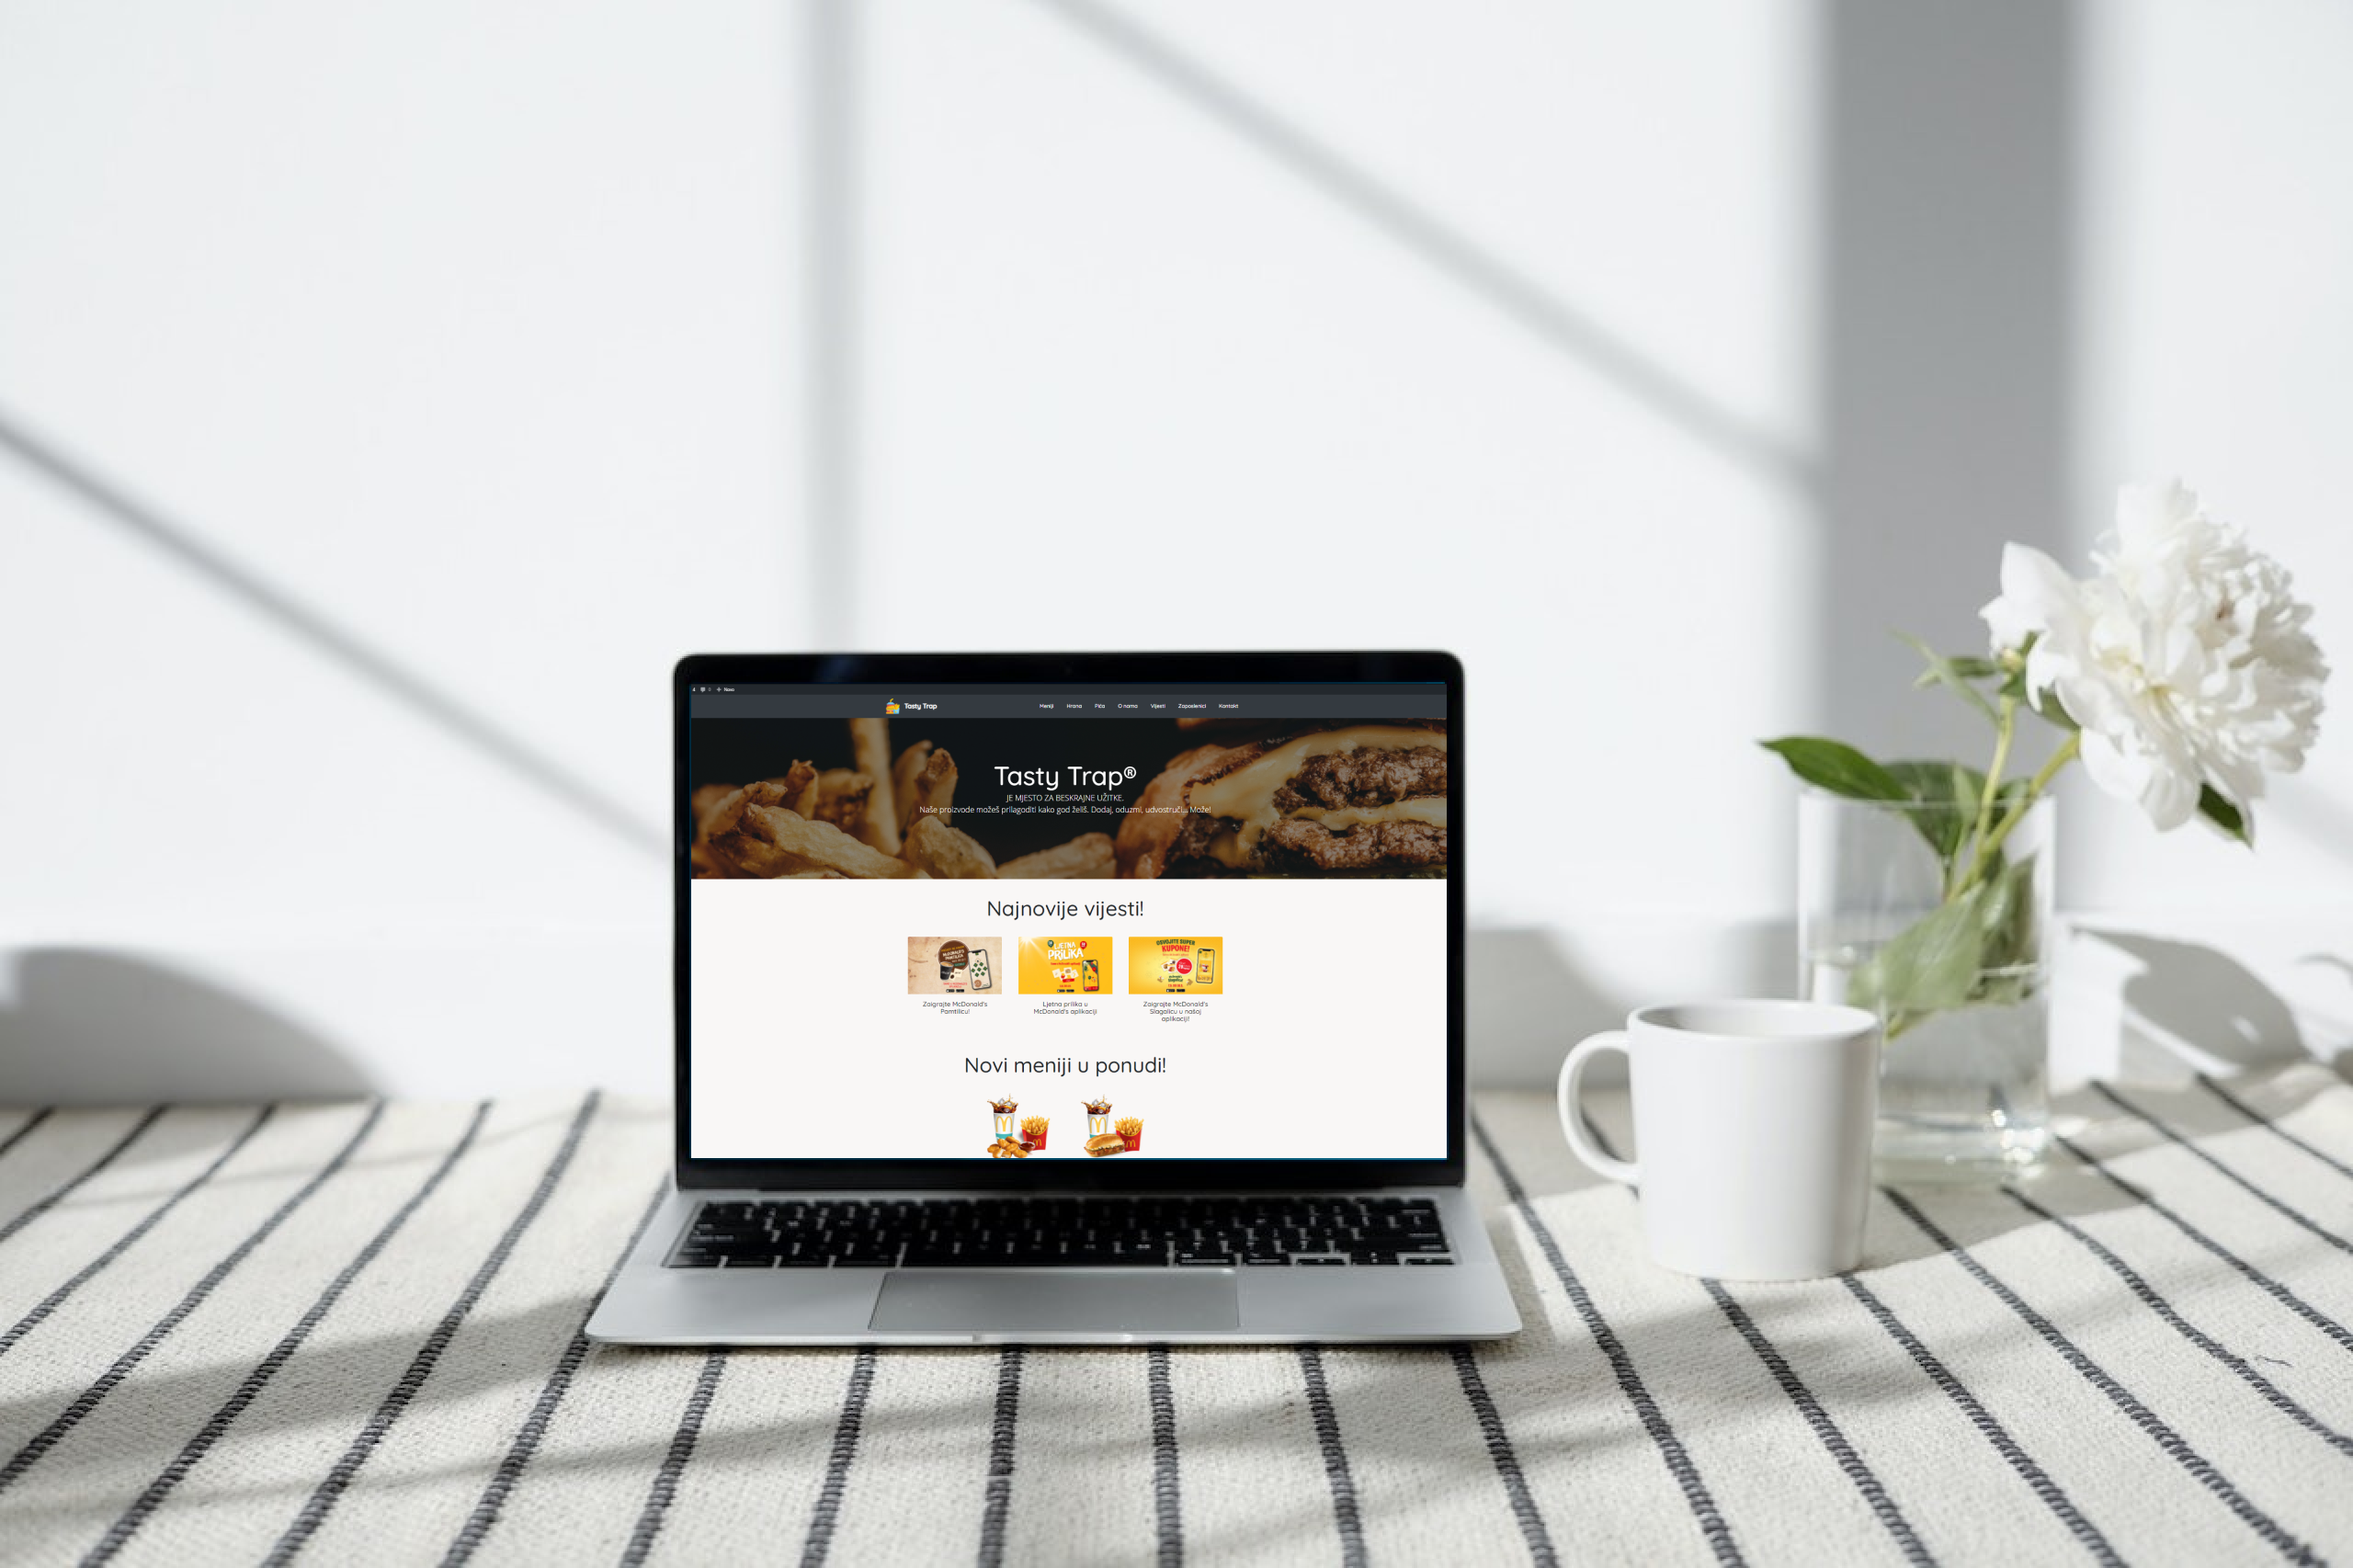 Novo
Tasty Trap
Meniji Hrana Pića O nama Vijesti Zaposlenici Kontakt
Tasty Trap®
JE MJESTO ZA BESKRAJNE UŽITKE.
Naše proizvode možeš prilagoditi kako god želiš. Dodaj, oduzmi, udvostruči... Može!
Najnovije vijesti!
LJETNA
PRILIKA
OSVOJITE SUPER
KUPONE!
Zaigrajte McDonald's
Pamtilicu!
Ljetna prilika u
McDonald's aplikaciji
Zaigrajte McDonald's
Slagalicu u našoj
aplikaciji!
Novi meniji u ponudi!